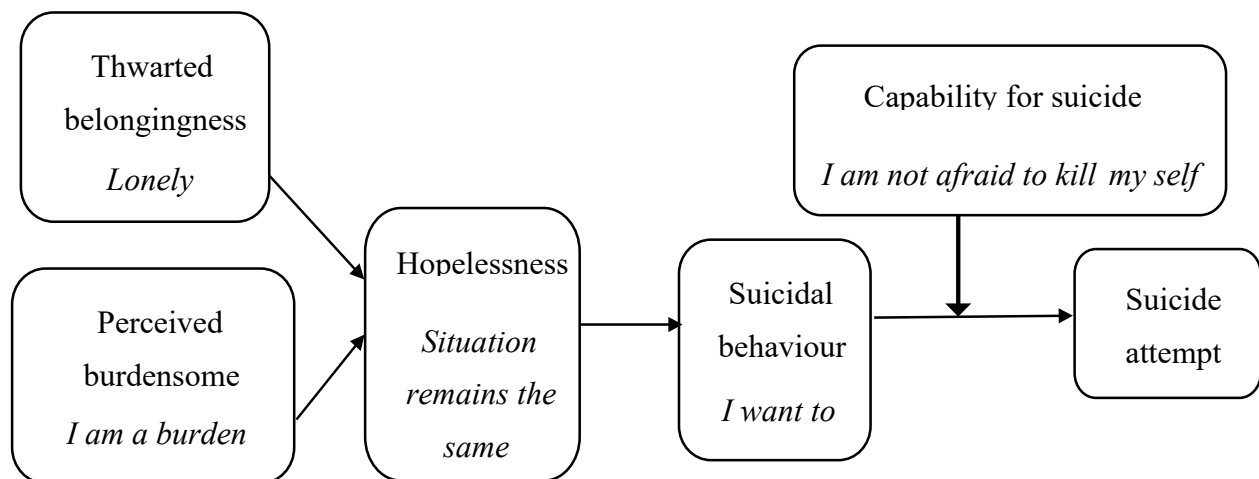 Thwarted
belongingness
Lonely
Perceived
burdensome
I am a burden
Hopelessness
Situation
remains the
same
Suicidal
behaviour
I want to
Capability for suicide
I am not afraid to kill my self
Suicide
attempt